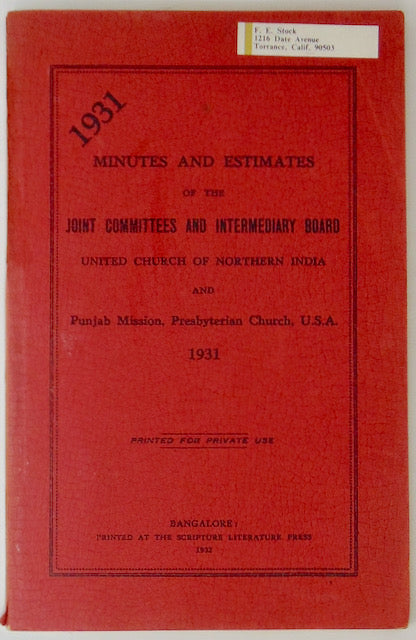 F. E. Stock
1216 Date Avenue
Torrance, Calif. 90503
1931
MINUTES AND ESTIMATES
OF THE
JOINT COMMITTEES AND INTERMEDIARY BOARD
UNITED CHURCH OF NORTHERN INDIA
AND
Punjab Mission, Presbyterian Church, U.S.A.
1931
PRINTED FOR PRIVATE USE
BANGALORE:
PRINTED AT THE SCRIPTURE LITERATURE PRESS
1932